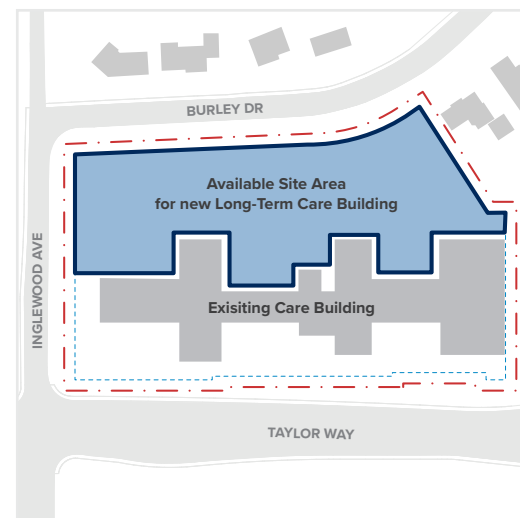 BURLEY DR
Available Site Area
for new Long-Term Care Building
INGLEWOOD AVE
Exisiting Care Building
TAYLOR WAY